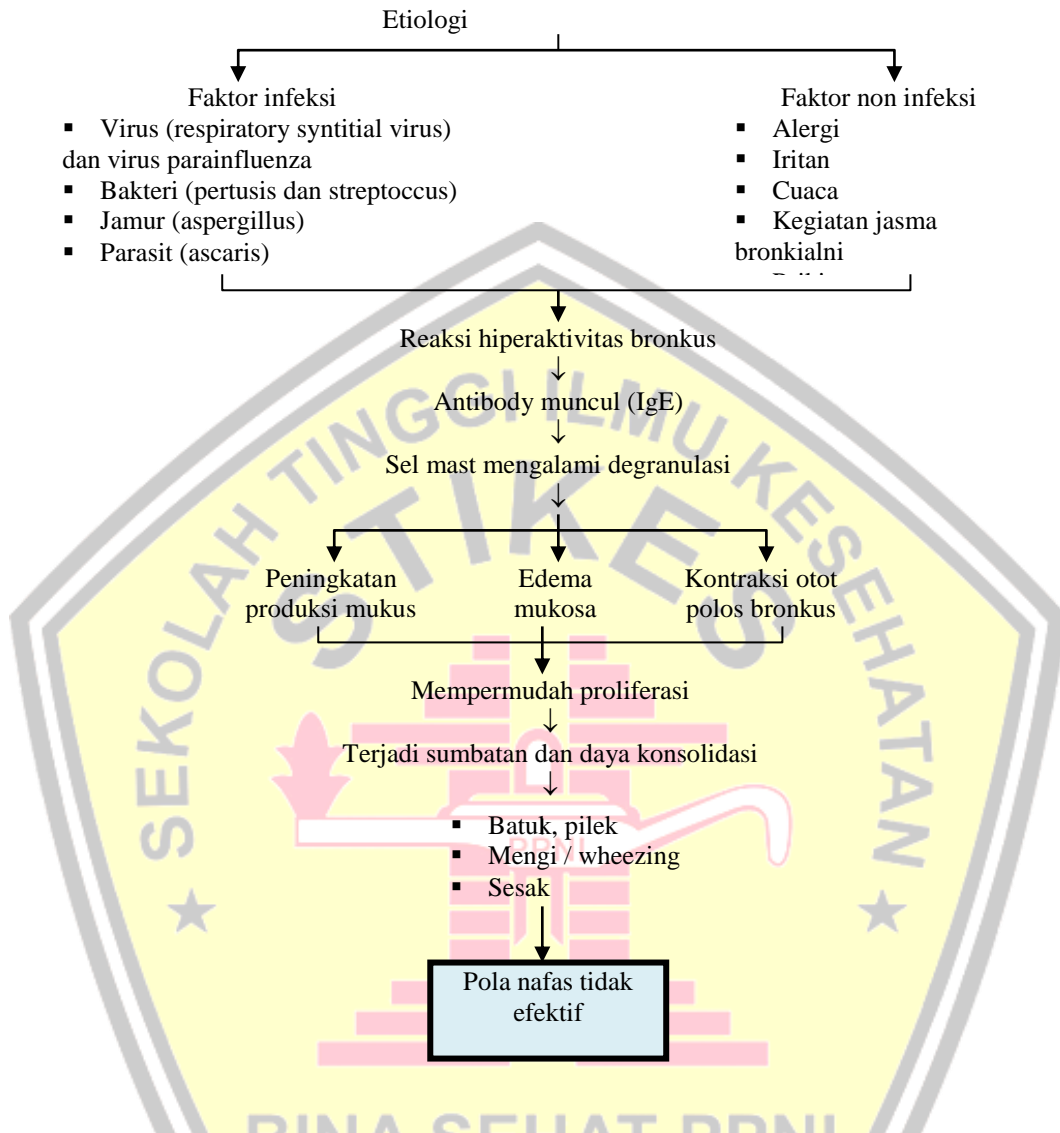 Etiologi
Faktor infeksi
▪ Virus (respiratory syntitial virus)
dan virus parainfluenza
▪ Bakteri (pertusis dan streptoccus)
▪ Jamur (aspergillus)
▪ Parasit (ascaris)
Faktor non infeksi
▪ Alergi
▪ Iritan
▪ Cuaca
▪ Kegiatan jasma
bronkialni
Reaksi hiperaktivitas bronkus
↓
Antibody muncul (IgE)
↓
Sel mast mengalami degranulasi
↓
Peningkatan
produksi mukus
Edema
mukosa
Kontraksi otot
polos bronkus
Mempermudah proliferasi
↓
Terjadi sumbatan dan daya konsolidasi
↓
▪ Batuk, pilek
▪ Mengi / wheezing
▪ Sesak
Pola nafas tidak
efektif
SEKOLAH TINGGI ILMU KESEHATAN
STIKES
PPNI
BINA SEHAT PPNI